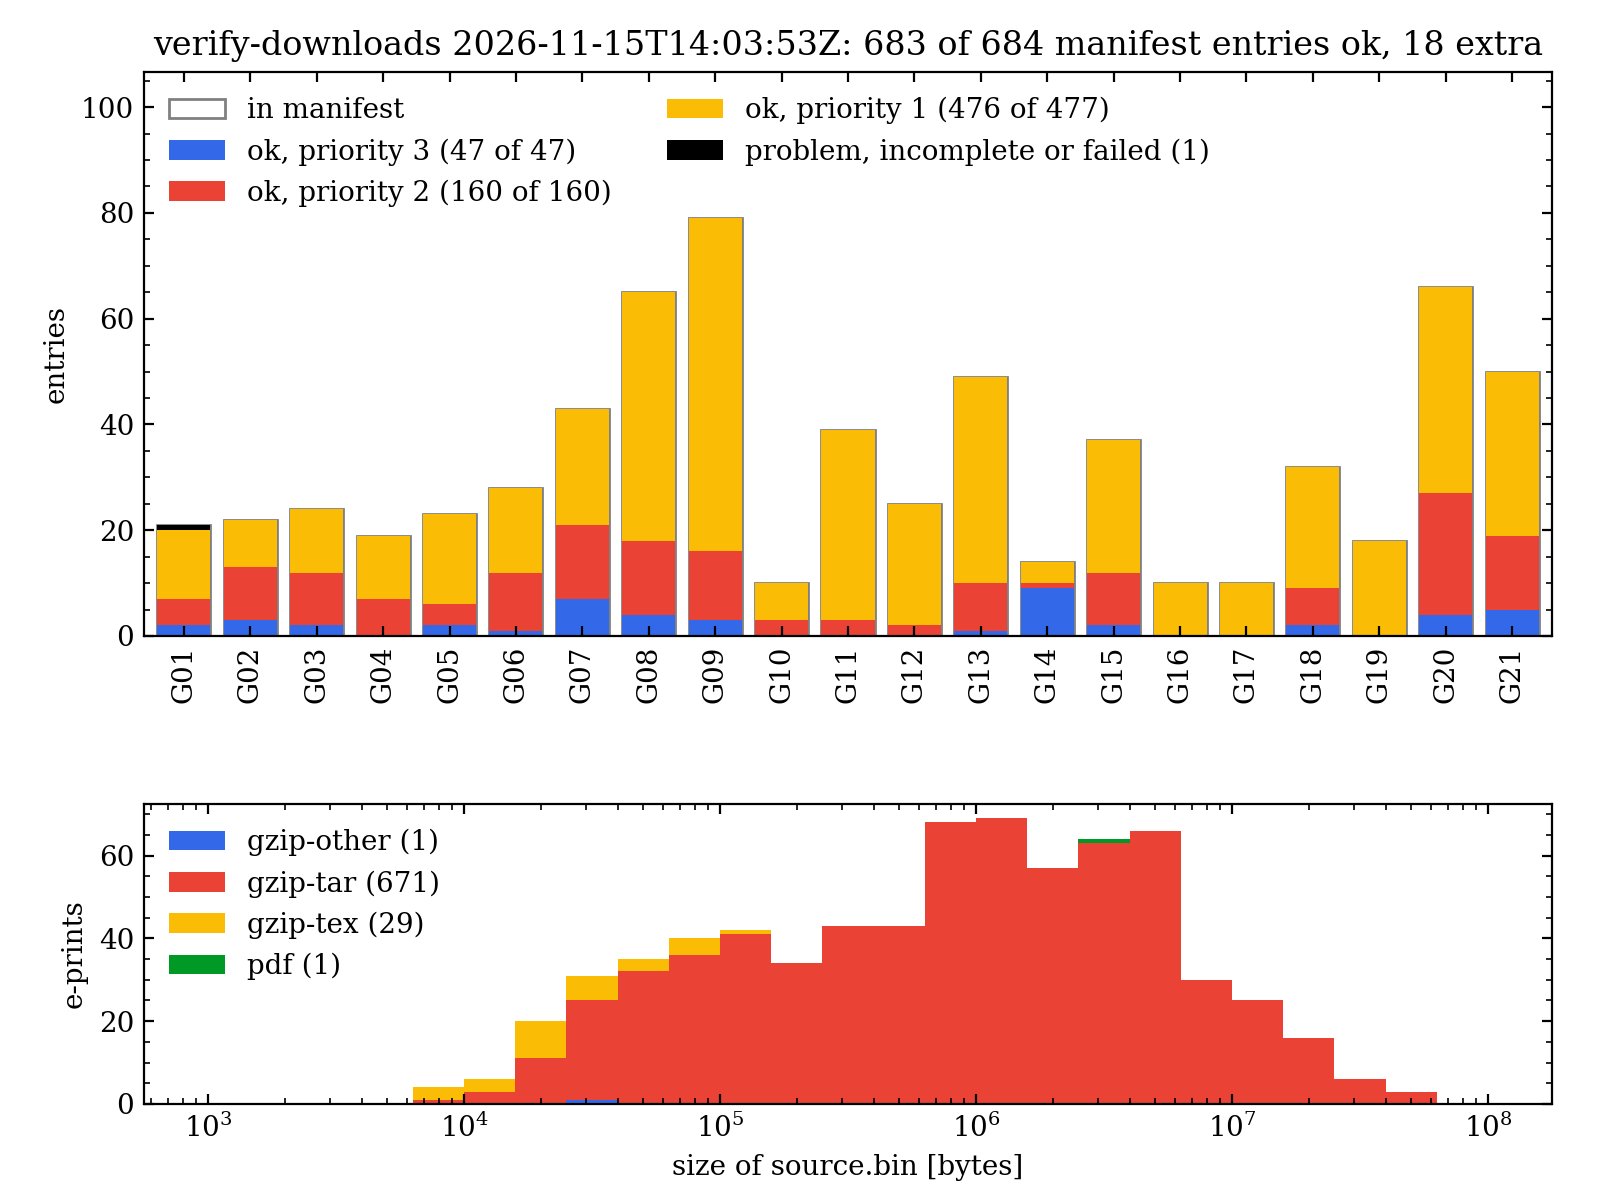 verify-downloads 2026-11-15T14:03:53Z: 683 of 684 manifest entries ok, 18 extra
in manifest
ok, priority 3 (47 of 47)
ok, priority 2 (160 of 160)
ok, priority 1 (476 of 477)
problem, incomplete or failed (1)
entries
100
80
60
40
20
0
G01 G02 G03 G04 G05 G06 G07 G08 G09 G10 G11 G12 G13 G14 G15 G16 G17 G18 G19 G20 G21
gzip-other (1)
gzip-tar (671)
gzip-tex (29)
pdf (1)
e-prints
60
40
20
0
10³ 10⁴ 10⁵ 10⁶ 10⁷ 10⁸
size of source.bin [bytes]